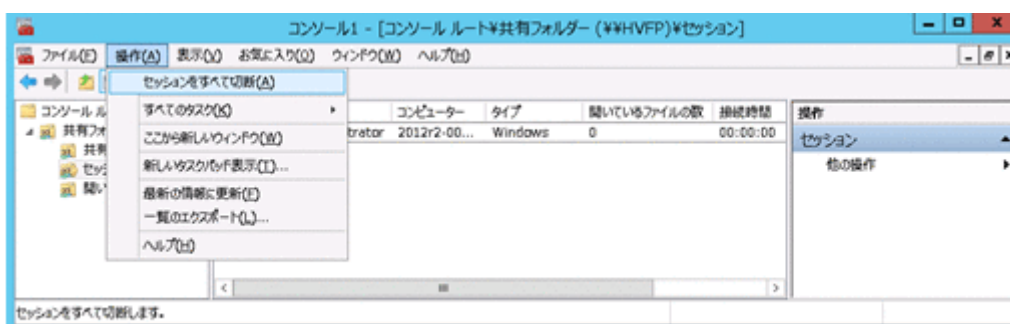 コンソール1 - [コンソール ルート¥共有フォルダー (¥¥HVFP)¥セッション]
ファイル(F) 操作(A) 表示(V) お気に入り(O) ウィンドウ(W) ヘルプ(H)
セッションをすべて切断(A)
コンソール ル すべてのタスク(K) コンピューター タイプ 開いているファイルの数 接続時間 操作
共有フォ ここから新しいウィンドウ(W) trator 2012r2-00... Windows 0 00:00:00 セッション
共有 新しいタスクパッド表示(T)... 他の操作
セッシ
開い 最新の情報に更新(F)
一覧のエクスポート(L)...
ヘルプ(H)
セッションをすべて切断します。